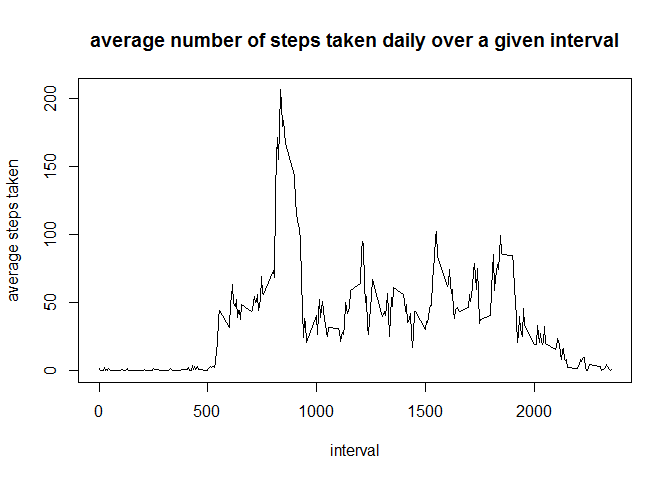 average number of steps taken daily over a given interval
average steps taken
200
150
100
50
0
0 500 1000 1500 2000
interval